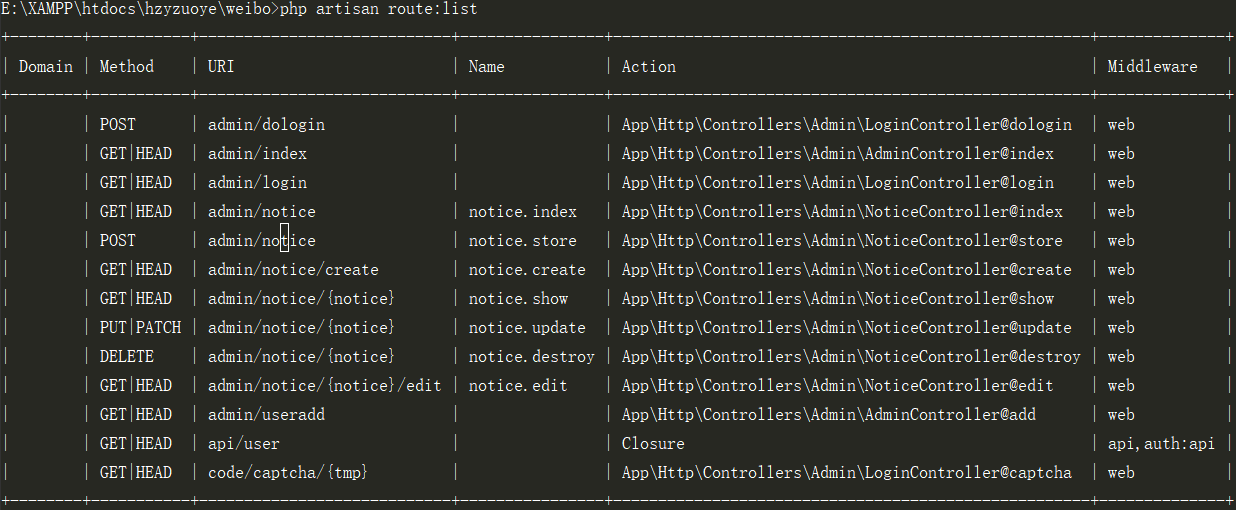 E:\XAMPP\htdocs\hzyzuoye\weibo>php artisan route:list
+--------+-----------+----------------------------+----------------+-----------------------------------------------------+--------------+
| Domain | Method    | URI                        | Name           | Action                                              | Middleware   |
+--------+-----------+----------------------------+----------------+-----------------------------------------------------+--------------+
|        | POST      | admin/dologin              |                | App\Http\Controllers\Admin\LoginController@dologin  | web          |
|        | GET|HEAD  | admin/index                |                | App\Http\Controllers\Admin\AdminController@index    | web          |
|        | GET|HEAD  | admin/login                |                | App\Http\Controllers\Admin\LoginController@login    | web          |
|        | GET|HEAD  | admin/notice               | notice.index   | App\Http\Controllers\Admin\NoticeController@index   | web          |
|        | POST      | admin/notice               | notice.store   | App\Http\Controllers\Admin\NoticeController@store   | web          |
|        | GET|HEAD  | admin/notice/create        | notice.create  | App\Http\Controllers\Admin\NoticeController@create  | web          |
|        | GET|HEAD  | admin/notice/{notice}      | notice.show    | App\Http\Controllers\Admin\NoticeController@show    | web          |
|        | PUT|PATCH | admin/notice/{notice}      | notice.update  | App\Http\Controllers\Admin\NoticeController@update  | web          |
|        | DELETE    | admin/notice/{notice}      | notice.destroy | App\Http\Controllers\Admin\NoticeController@destroy | web          |
|        | GET|HEAD  | admin/notice/{notice}/edit | notice.edit    | App\Http\Controllers\Admin\NoticeController@edit    | web          |
|        | GET|HEAD  | admin/useradd              |                | App\Http\Controllers\Admin\AdminController@add      | web          |
|        | GET|HEAD  | api/user                   |                | Closure                                             | api,auth:api |
|        | GET|HEAD  | code/captcha/{tmp}         |                | App\Http\Controllers\Admin\LoginController@captcha  | web          |
+--------+-----------+----------------------------+----------------+-----------------------------------------------------+--------------+